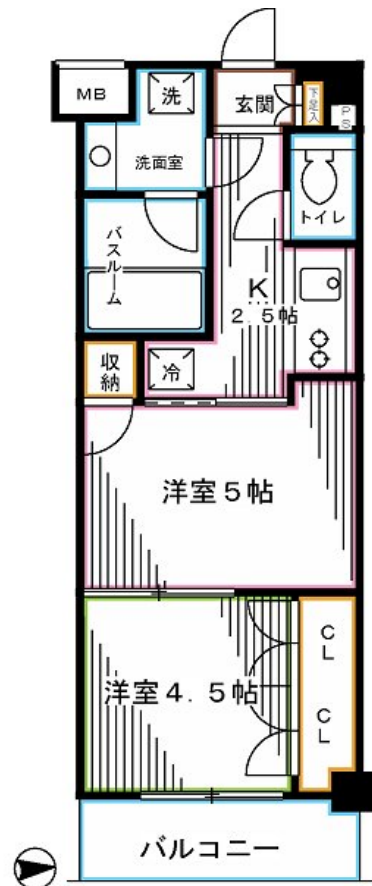 MB
洗
玄関
下足入
PS
洗面室
トイレ
バスルーム
K
2.5帖
収納
冷
洋室5帖
洋室4.5帖
CL
CL
バルコニー